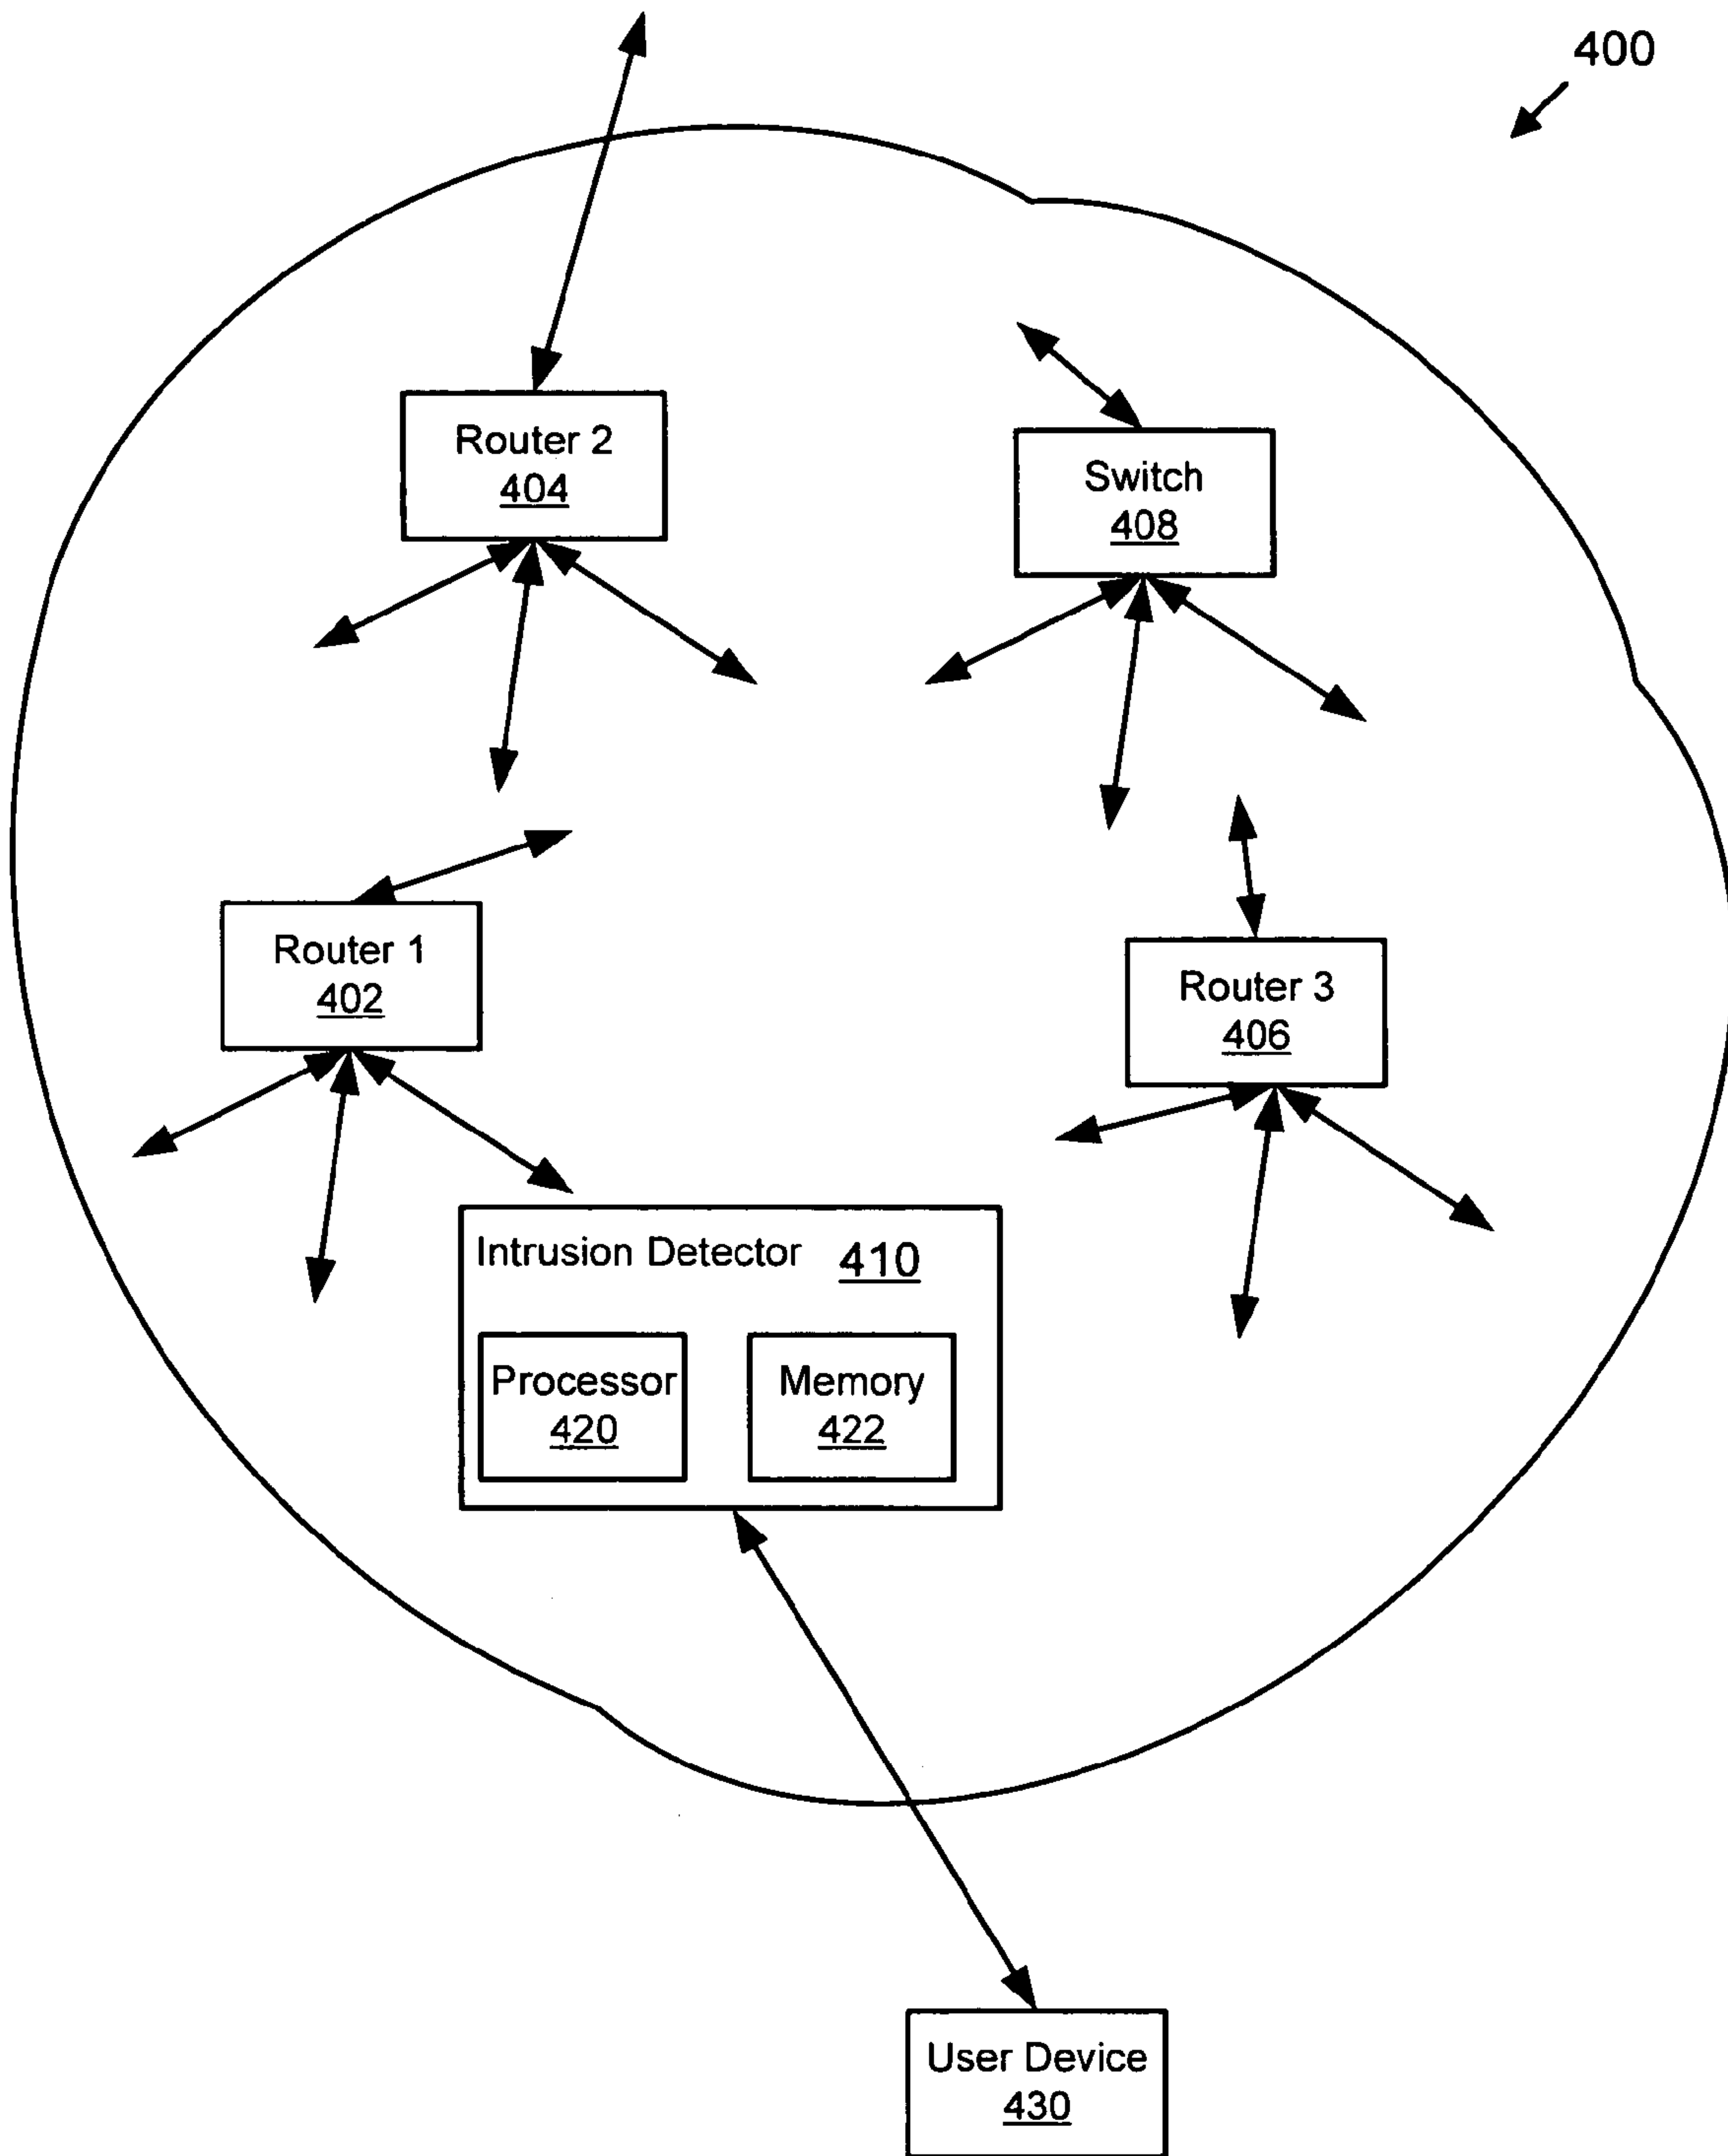 400
Router 2
404
Switch
408
Router 1
402
Router 3
406
Intrusion Detector 410
Processor
420
Memory
422
User Device
430